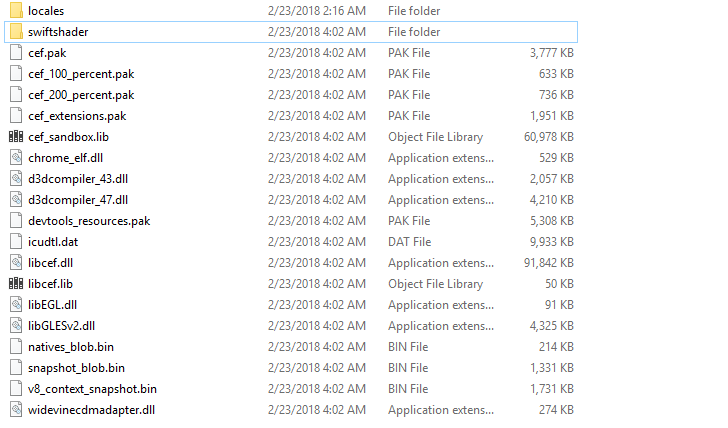 locales 2/23/2018 2:16 AM File folder
swiftshader 2/23/2018 4:02 AM File folder
cef.pak 2/23/2018 4:02 AM PAK File 3,777 KB
cef_100_percent.pak 2/23/2018 4:02 AM PAK File 633 KB
cef_200_percent.pak 2/23/2018 4:02 AM PAK File 736 KB
cef_extensions.pak 2/23/2018 4:02 AM PAK File 1,951 KB
cef_sandbox.lib 2/23/2018 4:02 AM Object File Library 60,978 KB
chrome_elf.dll 2/23/2018 4:02 AM Application extens... 529 KB
d3dcompiler_43.dll 2/23/2018 4:02 AM Application extens... 2,057 KB
d3dcompiler_47.dll 2/23/2018 4:02 AM Application extens... 4,210 KB
devtools_resources.pak 2/23/2018 4:02 AM PAK File 5,308 KB
icudtl.dat 2/23/2018 4:02 AM DAT File 9,933 KB
libcef.dll 2/23/2018 4:02 AM Application extens... 91,842 KB
libcef.lib 2/23/2018 4:02 AM Object File Library 50 KB
libEGL.dll 2/23/2018 4:02 AM Application extens... 91 KB
libGLESv2.dll 2/23/2018 4:02 AM Application extens... 4,325 KB
natives_blob.bin 2/23/2018 4:02 AM BIN File 214 KB
snapshot_blob.bin 2/23/2018 4:02 AM BIN File 1,331 KB
v8_context_snapshot.bin 2/23/2018 4:02 AM BIN File 1,731 KB
widevinecdmadapter.dll 2/23/2018 4:02 AM Application extens... 274 KB